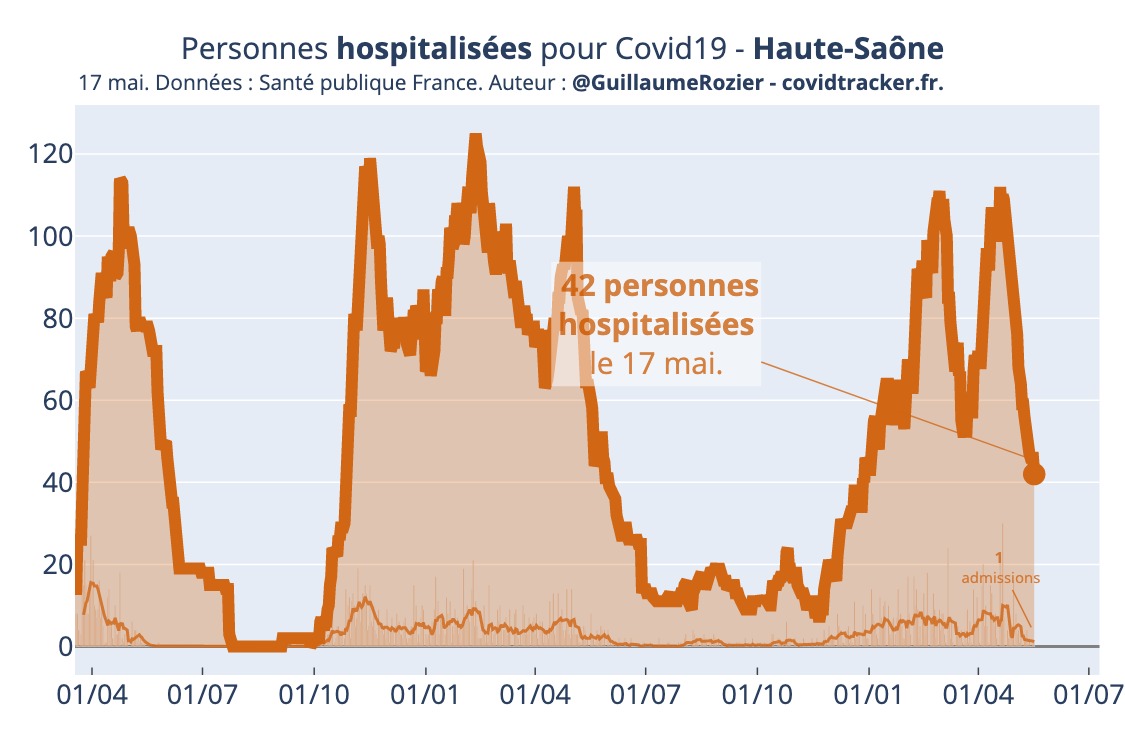 Personnes hospitalisées pour Covid19 - Haute-Saône
17 mai. Données : Santé publique France. Auteur : @GuillaumeRozier - covidtracker.fr.
120
100
80
60
40
20
0
42 personnes
hospitalisées
le 17 mai.
1
admissions
01/04 01/07 01/10 01/01 01/04 01/07 01/10 01/01 01/04 01/07